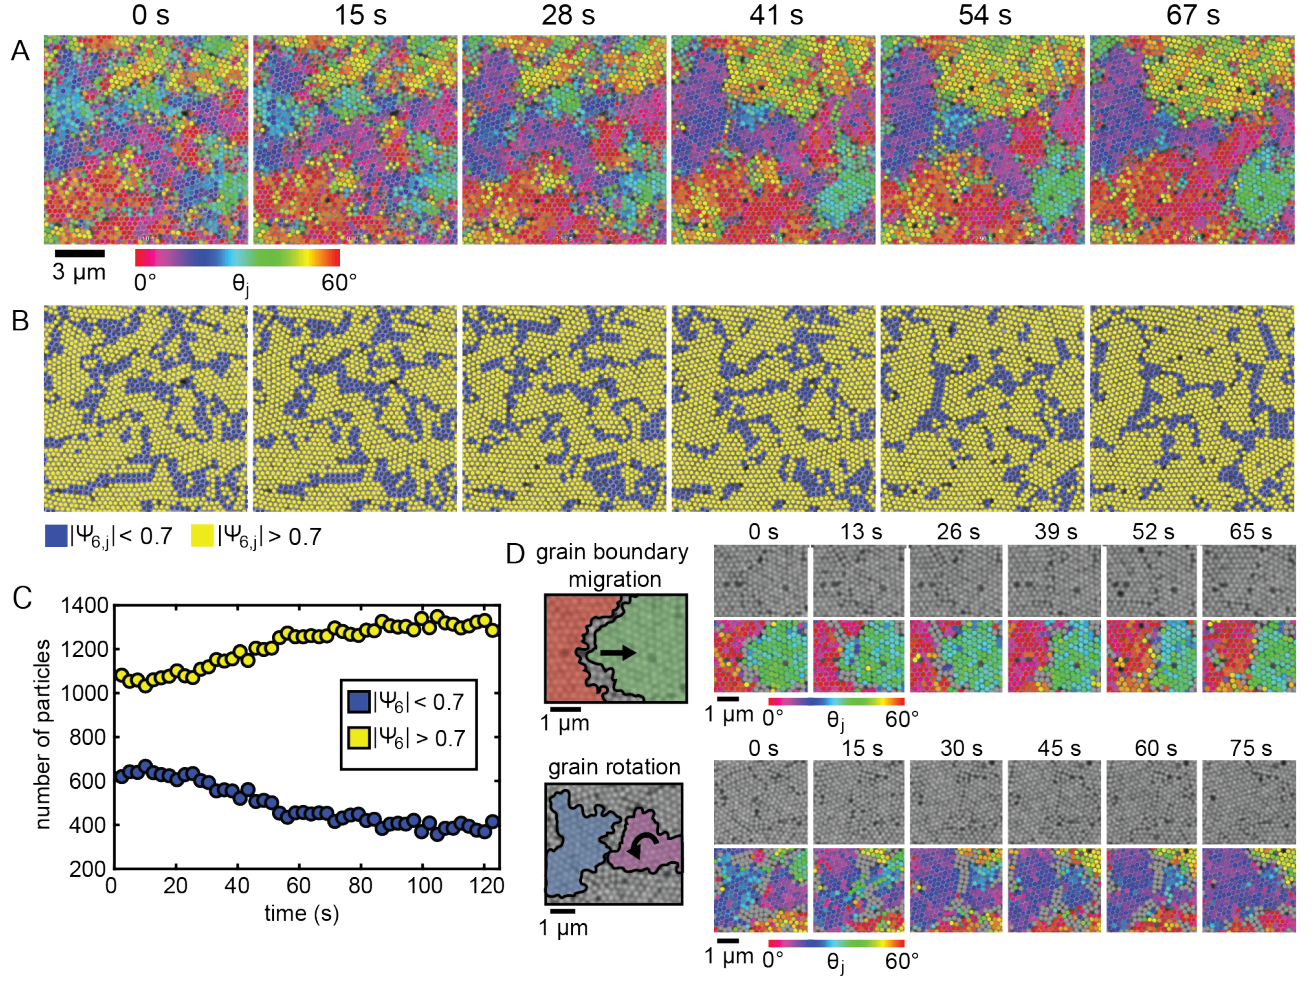 0 s 15 s 28 s 41 s 54 s 67 s
A
3 µm
0° θj 60°
B
|Ψ6,j| < 0.7 |Ψ6,j| > 0.7
C
number of particles
1400
1200
1000
800
600
400
200
0 20 40 60 80 100 120
time (s)
|Ψ6| < 0.7
|Ψ6| > 0.7
D
grain boundary
migration
1 µm
0 s 13 s 26 s 39 s 52 s 65 s
1 µm
0° θj 60°
grain rotation
1 µm
0 s 15 s 30 s 45 s 60 s 75 s
1 µm
0° θj 60°